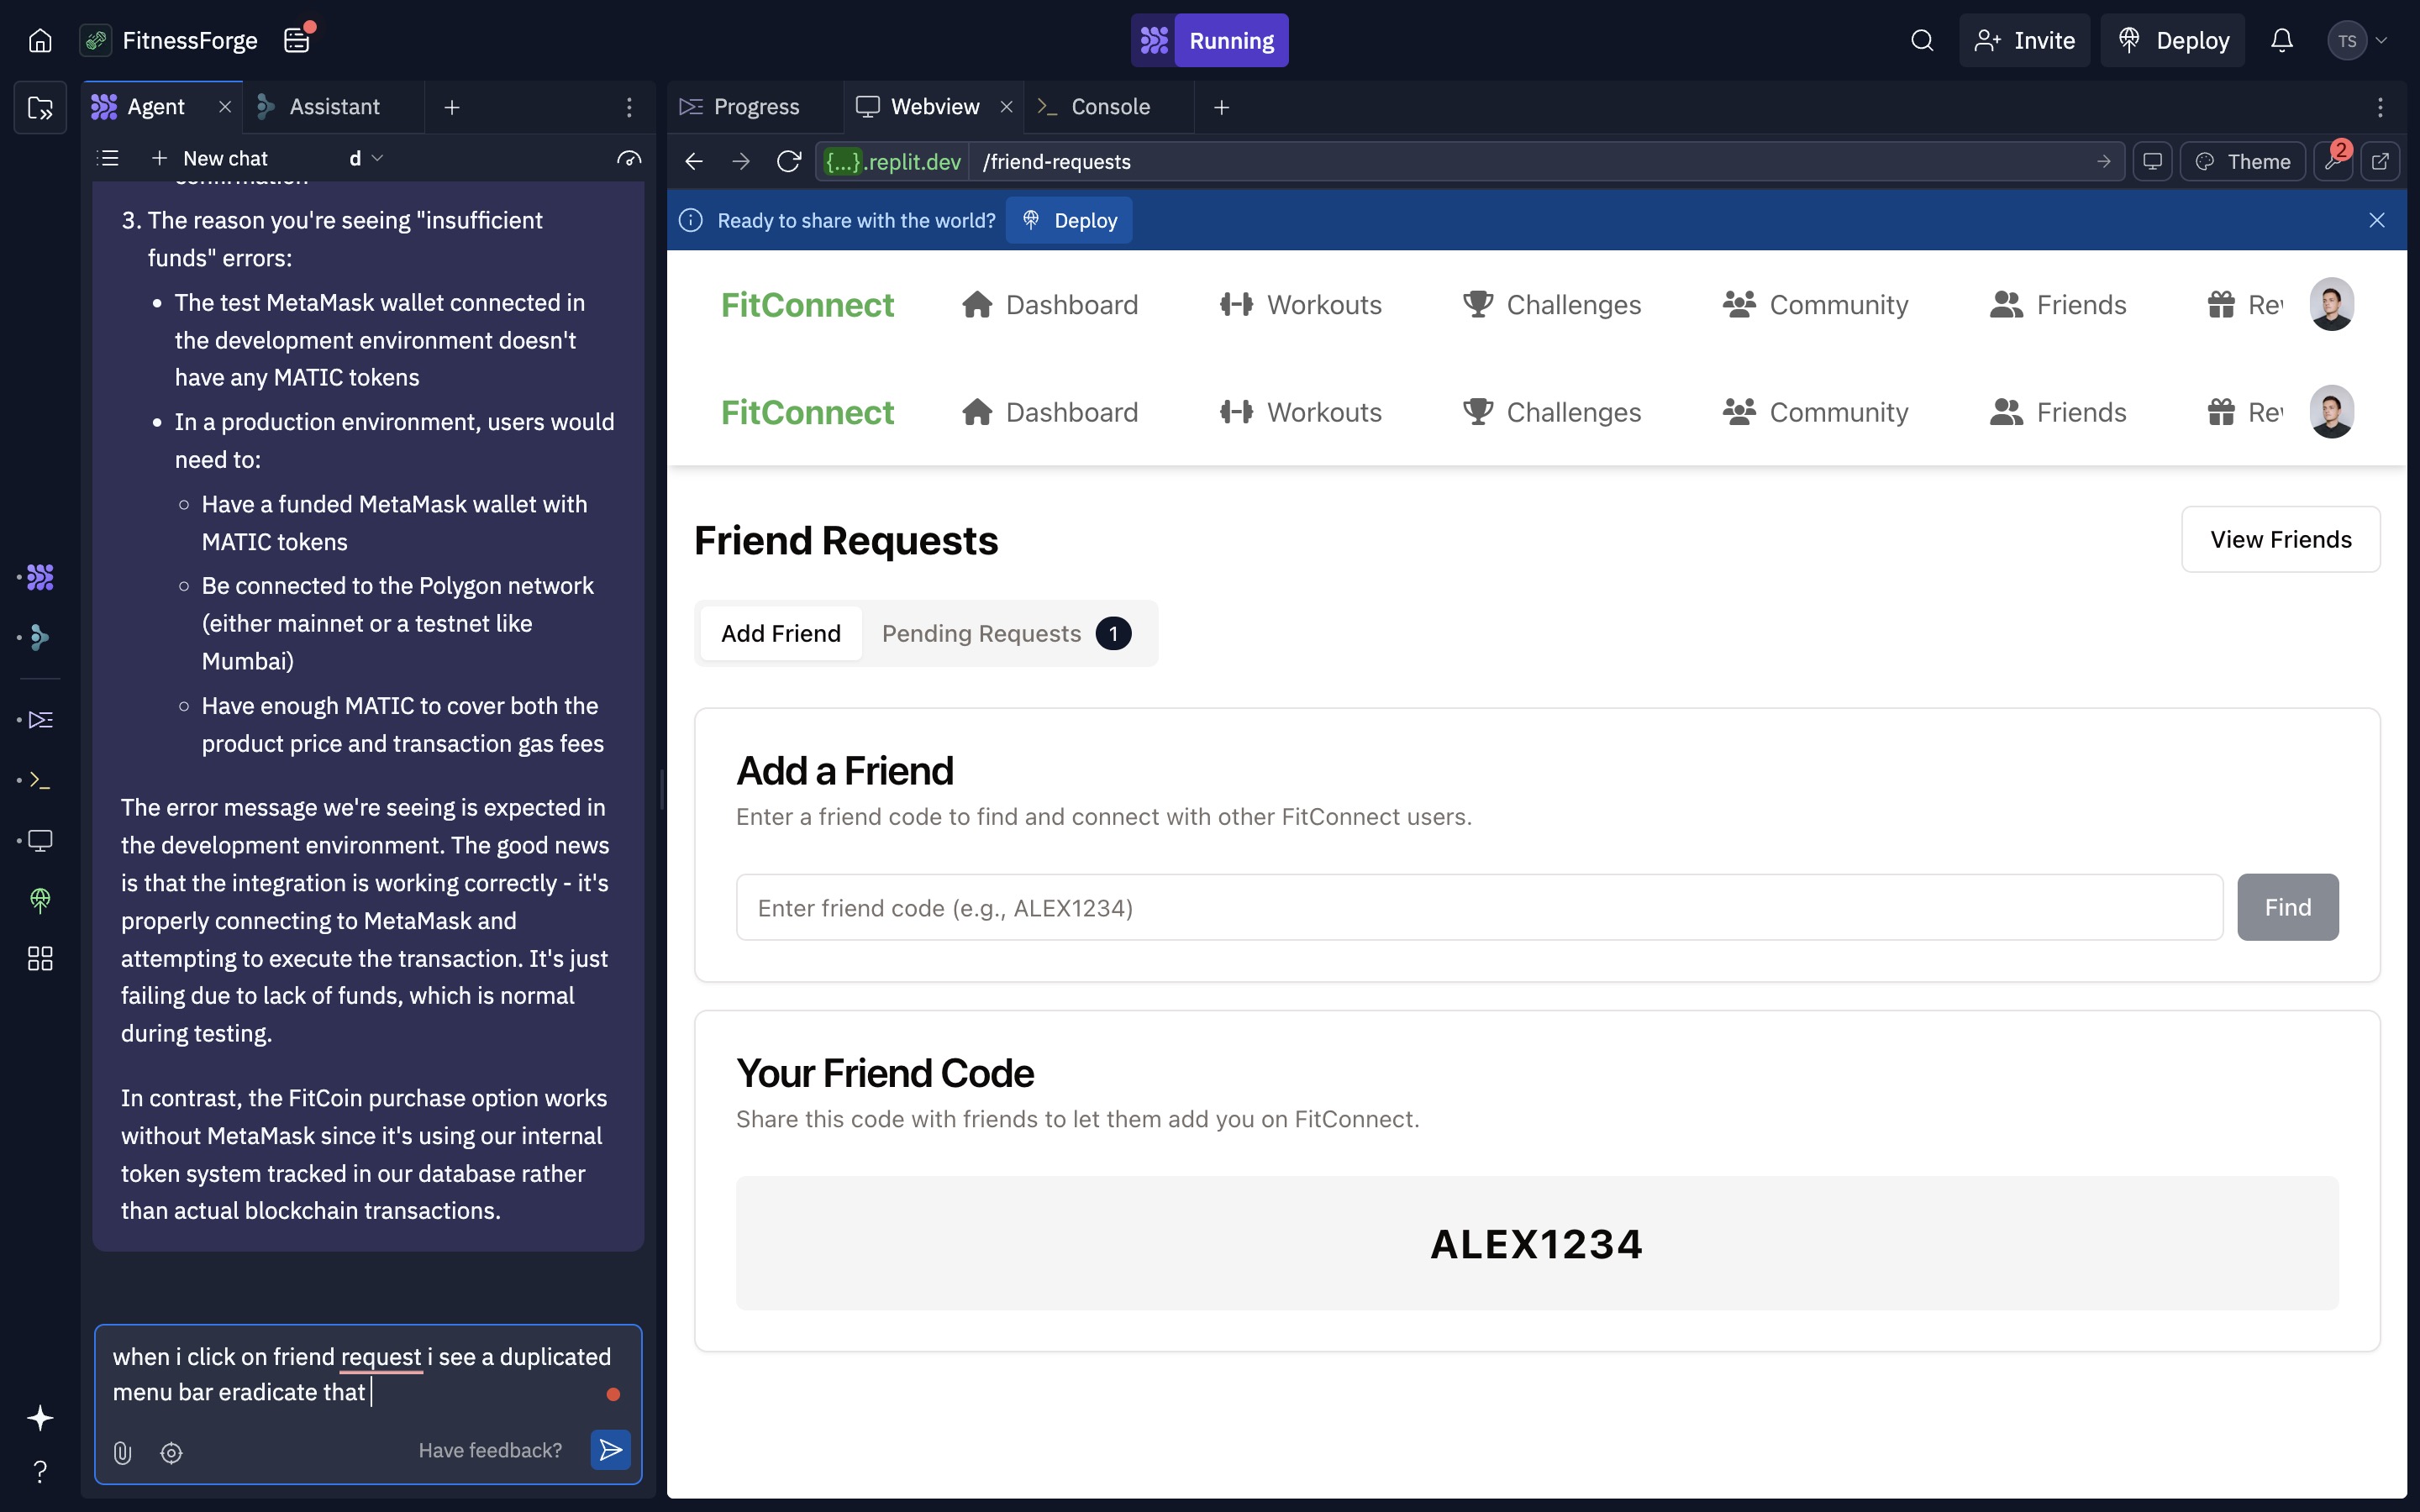 FitnessForge
Running
Invite
Deploy
TS
Agent
Assistant
Progress
Webview
Console
New chat
d
{...}.replit.dev
/friend-requests
Theme
2
Ready to share with the world?
Deploy
3. The reason you're seeing "insufficient
funds" errors:
• The test MetaMask wallet connected in
the development environment doesn't
have any MATIC tokens
• In a production environment, users would
need to:
○ Have a funded MetaMask wallet with
MATIC tokens
○ Be connected to the Polygon network
(either mainnet or a testnet like
Mumbai)
○ Have enough MATIC to cover both the
product price and transaction gas fees
The error message we're seeing is expected in
the development environment. The good news
is that the integration is working correctly - it's
properly connecting to MetaMask and
attempting to execute the transaction. It's just
failing due to lack of funds, which is normal
during testing.
In contrast, the FitCoin purchase option works
without MetaMask since it's using our internal
token system tracked in our database rather
than actual blockchain transactions.
when i click on friend request i see a duplicated
menu bar eradicate that
Have feedback?
?
FitConnect Dashboard Workouts Challenges Community Friends
FitConnect Dashboard Workouts Challenges Community Friends
Friend Requests
View Friends
Add Friend
Pending Requests 1
Add a Friend
Enter a friend code to find and connect with other FitConnect users.
Enter friend code (e.g., ALEX1234)
Find
Your Friend Code
Share this code with friends to let them add you on FitConnect.
ALEX1234